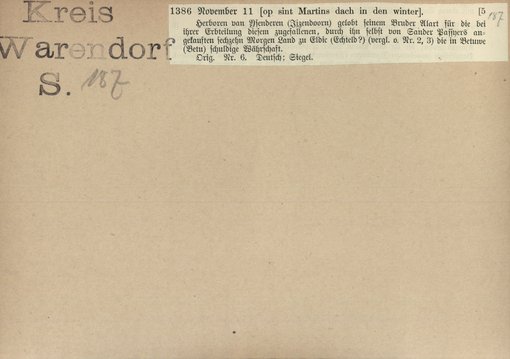 Kreis
Warendorf
S. 187
1386 November 11 [op sint Martins dach in den winter]. [5
187
Herboren van Ysenderen (Jizendoorn) gelobt seinem Bruder Alart für die bei
ihrer Erbteilung diesem zugefallenen, durch ihn selbst von Sander Passyers an-
gekauften sechzehn Morgen Land zu Eldic (Echteld?) (vergl. o. Nr. 2, 3) die in Betuwe
(Betu) schuldige Währschaft.
Orig. Nr. 6. Deutsch; Siegel.